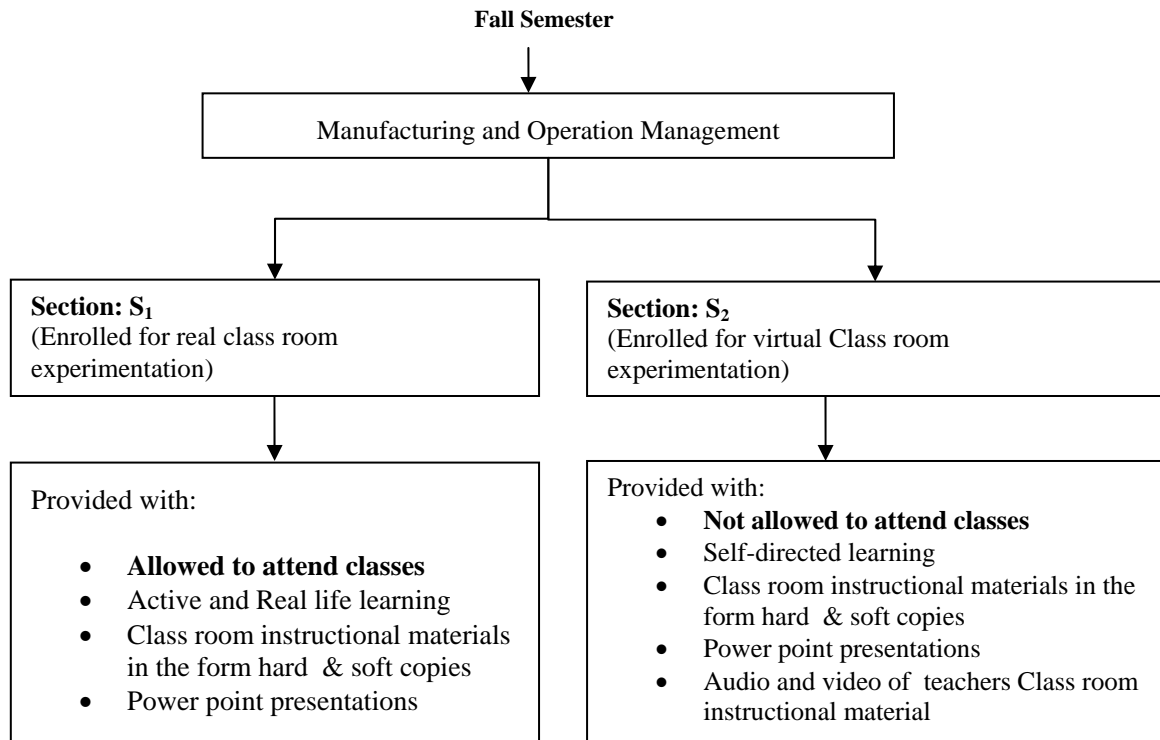 Fall Semester
Manufacturing and Operation Management
Section: S₁
(Enrolled for real class room
experimentation)
Section: S₂
(Enrolled for virtual Class room
experimentation)
Provided with:
• Allowed to attend classes
• Active and Real life learning
• Class room instructional materials
in the form hard & soft copies
• Power point presentations
Provided with:
• Not allowed to attend classes
• Self-directed learning
• Class room instructional materials in the
form hard & soft copies
• Power point presentations
• Audio and video of teachers Class room
instructional material